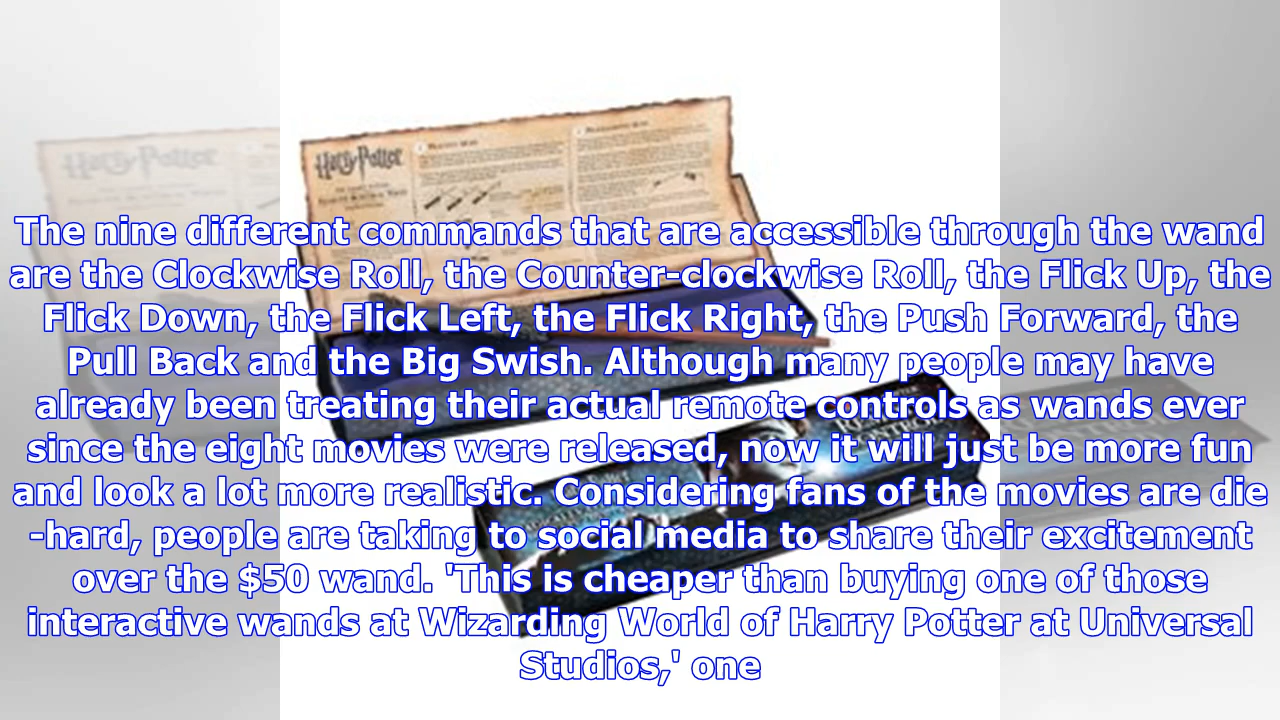 Harry Potter
Harry Potter
The nine different commands that are accessible through the wand
are the Clockwise Roll, the Counter-clockwise Roll, the Flick Up, the
Flick Down, the Flick Left, the Flick Right, the Push Forward, the
Pull Back and the Big Swish. Although many people may have
already been treating their actual remote controls as wands ever
since the eight movies were released, now it will just be more fun
and look a lot more realistic. Considering fans of the movies are die
-hard, people are taking to social media to share their excitement
over the $50 wand. 'This is cheaper than buying one of those
interactive wands at Wizarding World of Harry Potter at Universal
Studios,' one